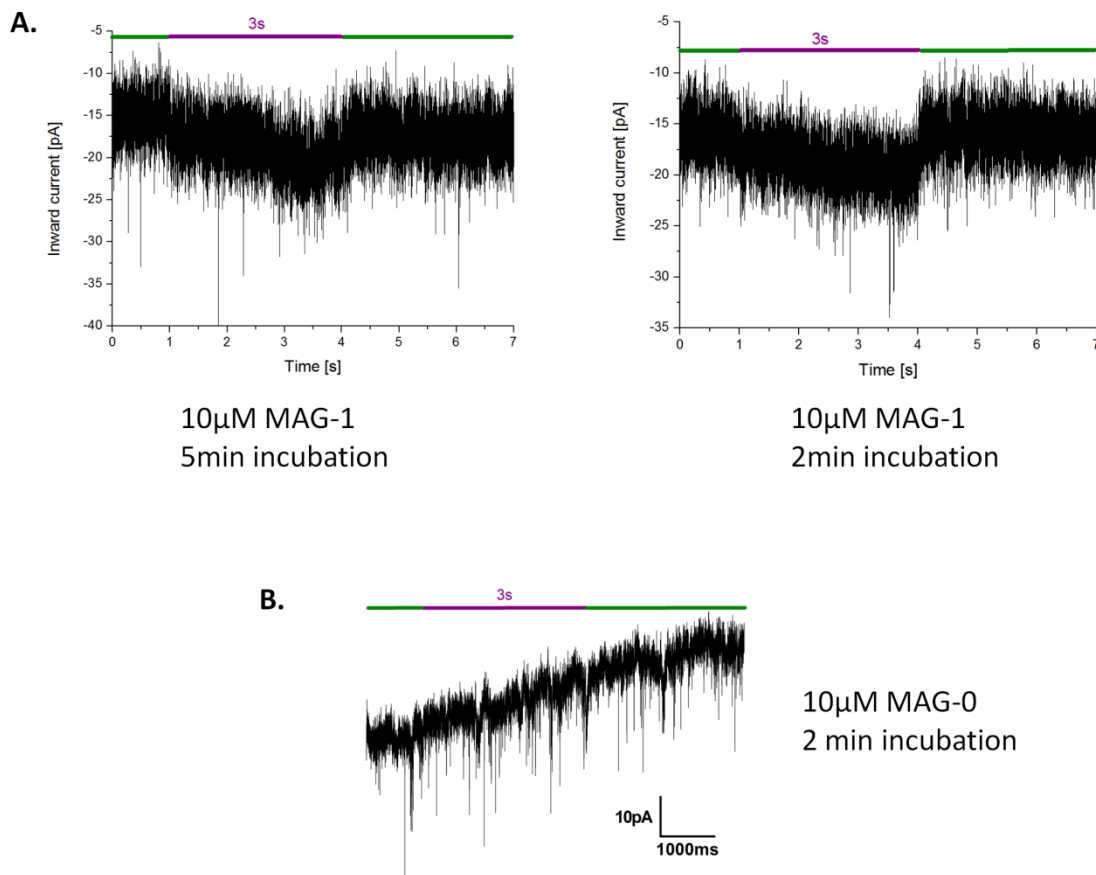 A.
3s
-5
-10
-15
-20
-25
-30
-35
-40
Inward current [pA]
0 1 2 3 4 5 6 7
Time [s]
10µM MAG-1
5min incubation
3s
-5
-10
-15
-20
-25
-30
-35
Inward current [pA]
0 1 2 3 4 5 6 7
Time [s]
10µM MAG-1
2min incubation
B.
3s
10pA
1000ms
10µM MAG-0
2 min incubation